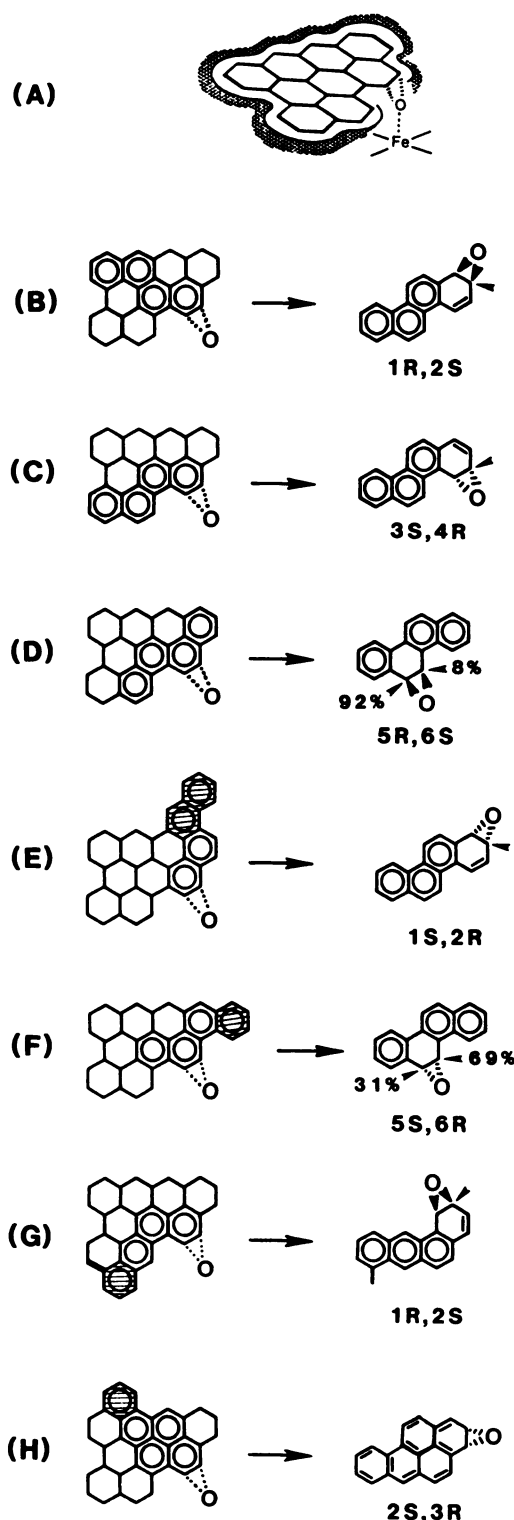 (A)
O
Fe
(B)
O
O
1R,2S
(C)
O
O
3S,4R
(D)
O
8%
92%
O
5R,6S
(E)
O
O
1S,2R
(F)
O
69%
31%
O
5S,6R
(G)
O
O
1R,2S
(H)
O
O
2S,3R